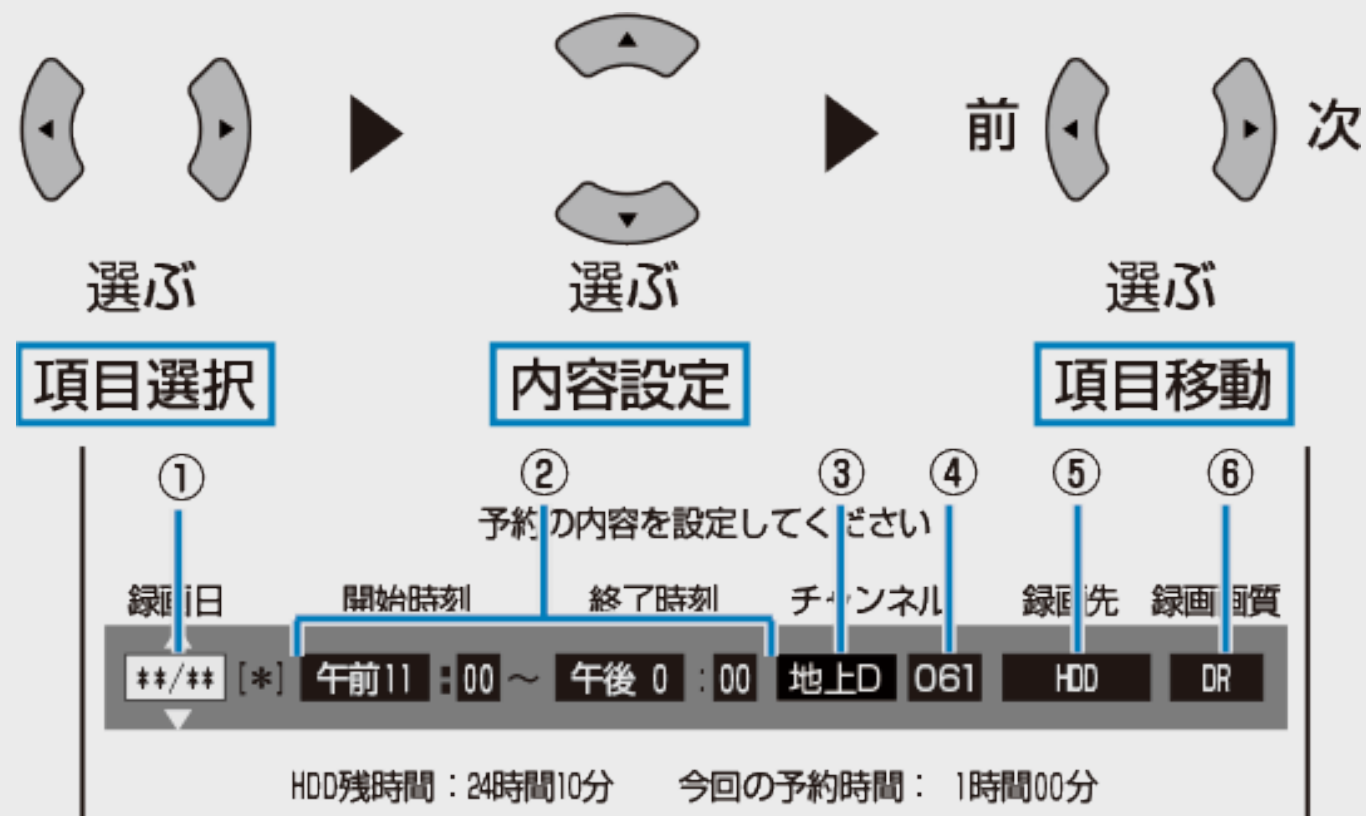 前 次
選ぶ 選ぶ 選ぶ
項目選択 内容設定 項目移動
① ② ③ ④ ⑤ ⑥
予約の内容を設定してください
録画日 開始時刻 終了時刻 チャンネル 録画先 録画画質
**/** [*] 午前11 : 00 ～ 午後 0 : 00 地上D 061 HDD DR
HDD残時間：24時間10分 今回の予約時間： 1時間00分